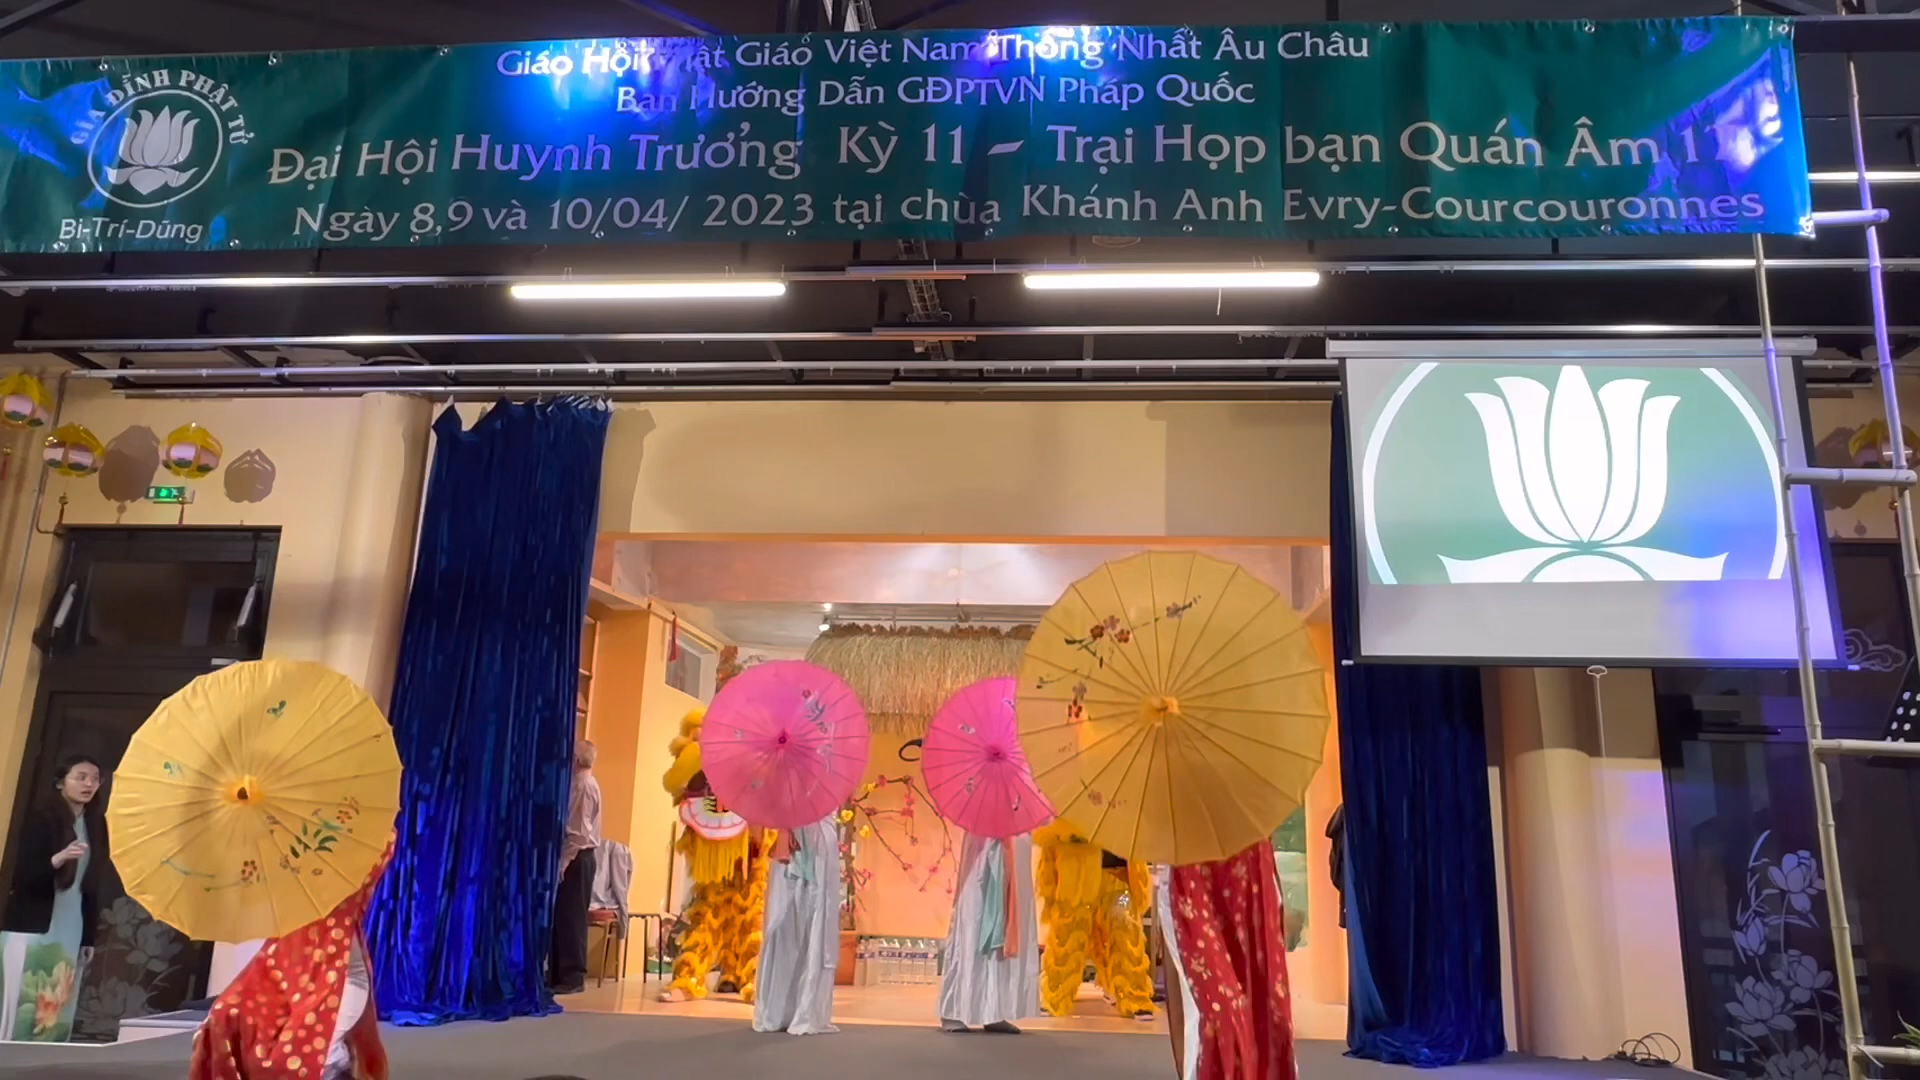 Giáo Hội Phật Giáo Việt Nam Thống Nhất Âu Châu
Ban Hướng Dẫn GĐPTVN Pháp Quốc
Đại Hội Huynh Trưởng Kỳ 11 - Trại Họp bạn Quán Âm 11
Ngày 8,9 và 10/04/ 2023 tại chùa Khánh Anh Evry-Courcouronnes
GIA ĐÌNH PHẬT TỬ
Bi-Trí-Dũng